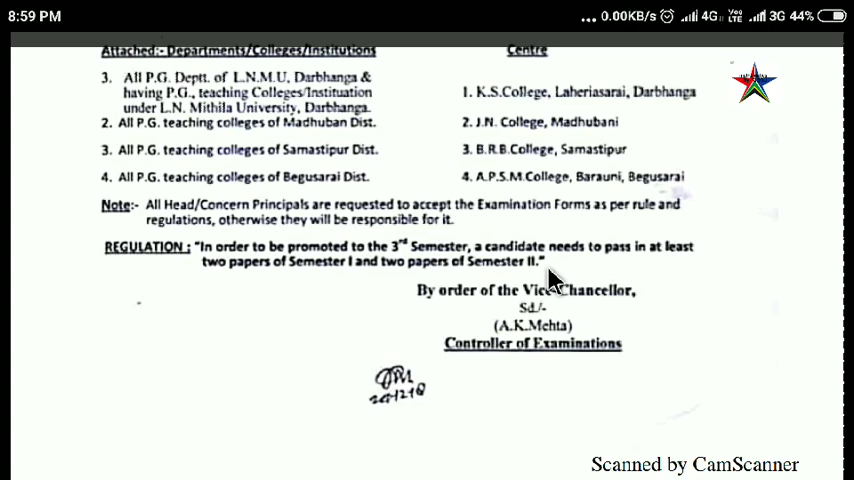 8:59 PM
... 0.00KB/s 4G VoLTE 3G 44%
Attached:- Departments/Colleges/Institutions Centre
3. All P.G. Deptt. of L.N.M.U, Darbhanga &
having P.G., teaching Colleges/Instituation
under L.N. Mithila University, Darbhanga.
1. K.S.College, Laheriasarai, Darbhanga
2. All P.G. teaching colleges of Madhuban Dist. 2. J.N. College, Madhubani
3. All P.G. teaching colleges of Samastipur Dist. 3. B.R.B.College, Samastipur
4. All P.G. teaching colleges of Begusarai Dist. 4. A.P.S.M.College, Barauni, Begusarai
Note:- All Head/Concern Principals are requested to accept the Examination Forms as per rule and
regulations, otherwise they will be responsible for it.
REGULATION : "In order to be promoted to the 3rd Semester, a candidate needs to pass in at least
two papers of Semester I and two papers of Semester II."
By order of the Vice Chancellor,
Sd./-
(A.K.Mehta)
Controller of Examinations
Scanned by CamScanner